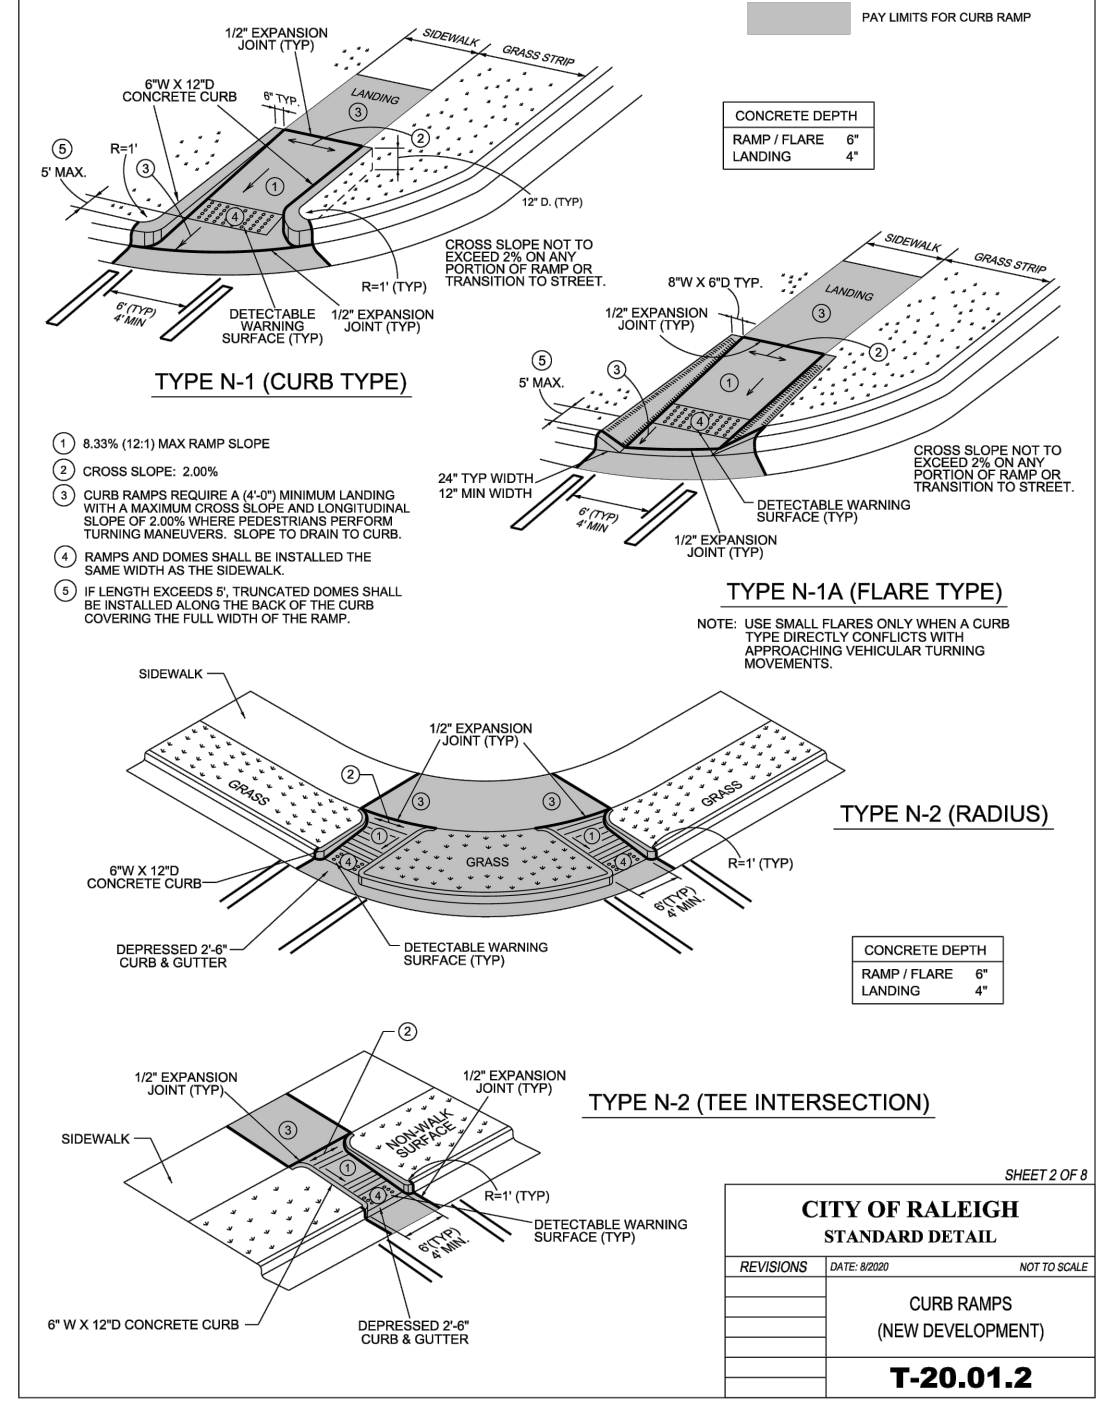 PAY LIMITS FOR CURB RAMP
CONCRETE DEPTH
RAMP / FLARE 6"
LANDING 4"
1/2" EXPANSION
JOINT (TYP)
SIDEWALK
GRASS STRIP
6"W X 12"D
CONCRETE CURB
6" TYP.
LANDING
3
2
5
5' MAX.
R=1'
3
1
4
12" D. (TYP)
CROSS SLOPE NOT TO
EXCEED 2% ON ANY
PORTION OF RAMP OR
TRANSITION TO STREET.
R=1' (TYP)
6' (TYP)
4' MIN
DETECTABLE
WARNING
SURFACE (TYP)
1/2" EXPANSION
JOINT (TYP)
TYPE N-1 (CURB TYPE)
SIDEWALK
GRASS STRIP
8"W X 6"D TYP.
LANDING
3
1/2" EXPANSION
JOINT (TYP)
2
5
5' MAX.
3
1
4
24" TYP WIDTH
12" MIN WIDTH
6' (TYP)
4' MIN
CROSS SLOPE NOT TO
EXCEED 2% ON ANY
PORTION OF RAMP OR
TRANSITION TO STREET.
DETECTABLE WARNING
SURFACE (TYP)
1/2" EXPANSION
JOINT (TYP)
TYPE N-1A (FLARE TYPE)
NOTE: USE SMALL FLARES ONLY WHEN A CURB
TYPE DIRECTLY CONFLICTS WITH
APPROACHING VEHICULAR TURNING
MOVEMENTS.
1 8.33% (12:1) MAX RAMP SLOPE
2 CROSS SLOPE: 2.00%
3 CURB RAMPS REQUIRE A (4'-0") MINIMUM LANDING
WITH A MAXIMUM CROSS SLOPE AND LONGITUDINAL
SLOPE OF 2.00% WHERE PEDESTRIANS PERFORM
TURNING MANEUVERS. SLOPE TO DRAIN TO CURB.
4 RAMPS AND DOMES SHALL BE INSTALLED THE
SAME WIDTH AS THE SIDEWALK.
5 IF LENGTH EXCEEDS 5', TRUNCATED DOMES SHALL
BE INSTALLED ALONG THE BACK OF THE CURB
COVERING THE FULL WIDTH OF THE RAMP.
SIDEWALK
1/2" EXPANSION
JOINT (TYP)
2
GRASS
3
3
GRASS
1
1
4
GRASS
4
TYPE N-2 (RADIUS)
R=1' (TYP)
6"W X 12"D
CONCRETE CURB
6'(TYP)
4' MIN.
DEPRESSED 2'-6"
CURB & GUTTER
DETECTABLE WARNING
SURFACE (TYP)
CONCRETE DEPTH
RAMP / FLARE 6"
LANDING 4"
2
1/2" EXPANSION
JOINT (TYP)
1/2" EXPANSION
JOINT (TYP)
TYPE N-2 (TEE INTERSECTION)
3
NON-WALK
SURFACE
SIDEWALK
1
4
R=1' (TYP)
6'(TYP)
4' MIN.
DETECTABLE WARNING
SURFACE (TYP)
6" W X 12"D CONCRETE CURB
DEPRESSED 2'-6"
CURB & GUTTER
SHEET 2 OF 8
CITY OF RALEIGH
STANDARD DETAIL
REVISIONS
DATE: 8/2020
NOT TO SCALE
CURB RAMPS
(NEW DEVELOPMENT)
T-20.01.2